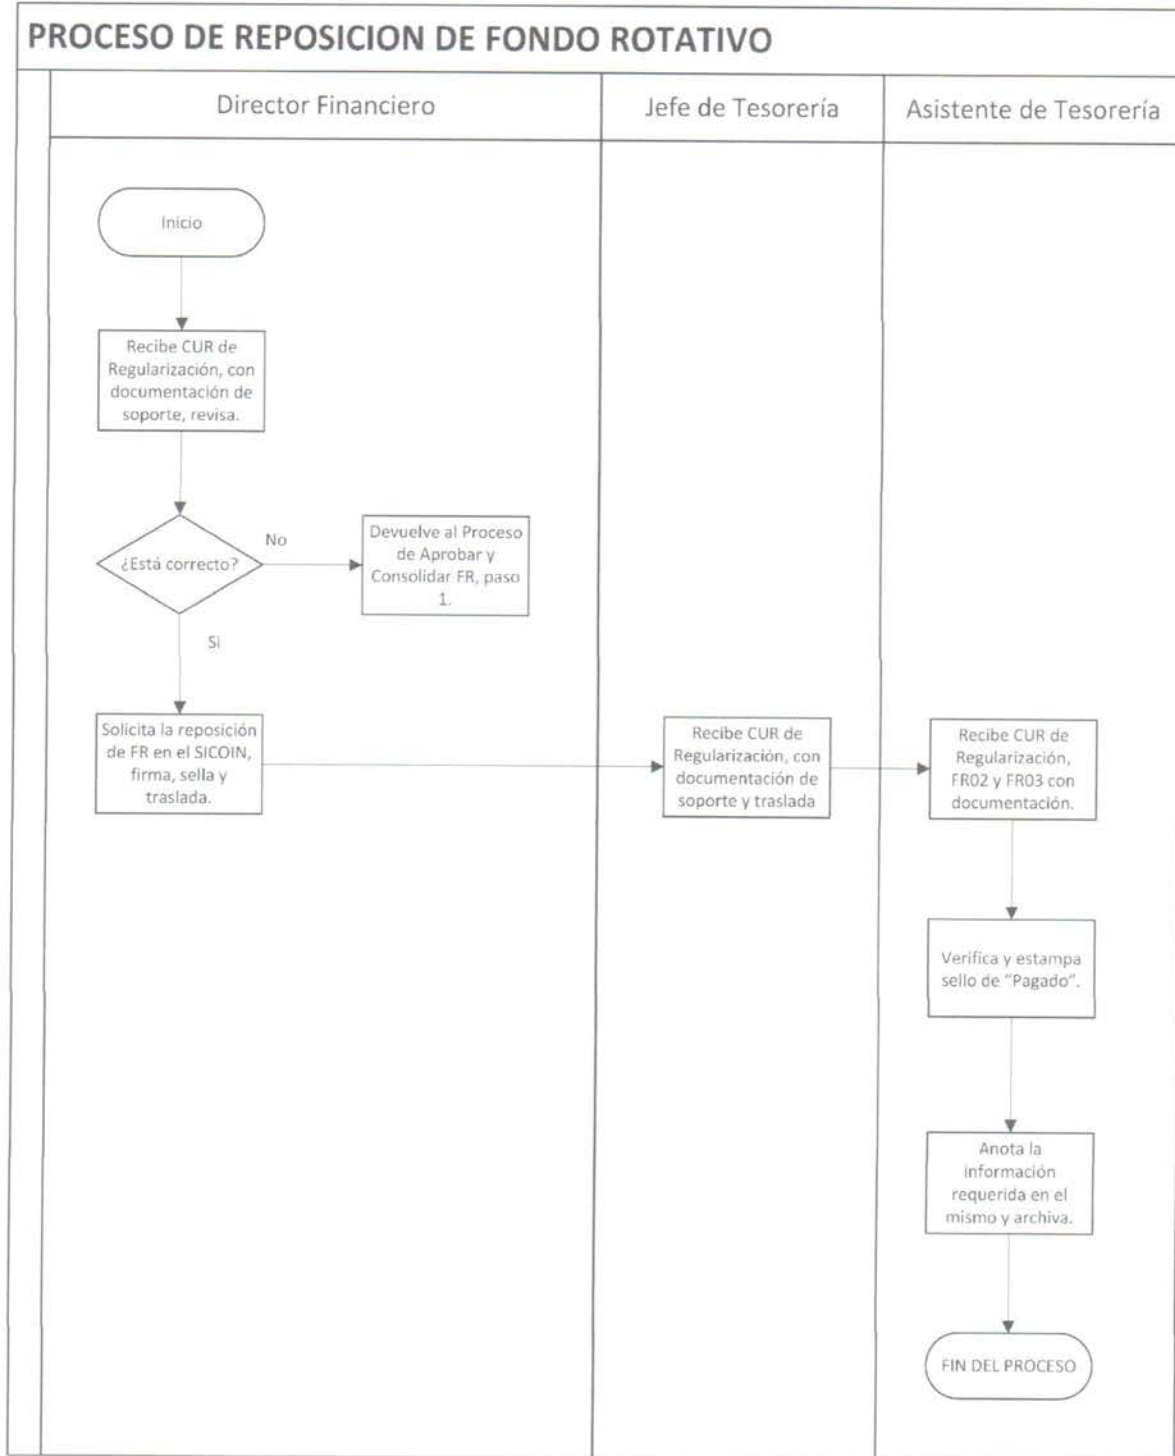 PROCESO DE REPOSICION DE FONDO ROTATIVO
Director Financiero
Jefe de Tesorería
Asistente de Tesorería
Inicio
Recibe CUR de
Regularización, con
documentación de
soporte, revisa.
¿Está correcto?
No
Devuelve al Proceso
de Aprobar y
Consolidar FR, paso
1.
Si
Solicita la reposición
de FR en el SICOIN,
firma, sella y
traslada.
Recibe CUR de
Regularización, con
documentación de
soporte y traslada
Recibe CUR de
Regularización,
FR02 y FR03 con
documentación.
Verifica y estampa
sello de "Pagado".
Anota la
información
requerida en el
mismo y archiva.
FIN DEL PROCESO